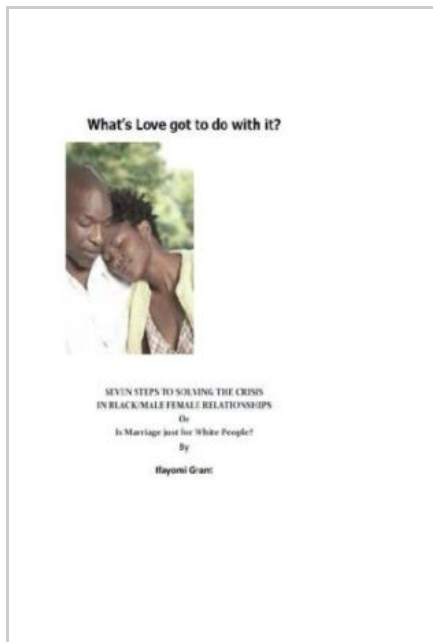 What's Love got to do with it?
SEVEN STEPS TO SOLVING THE CRISIS
IN BLACK/MALE FEMALE RELATIONSHIPS
Or
Is Marriage just for White People?
By
Ifayomi Grant